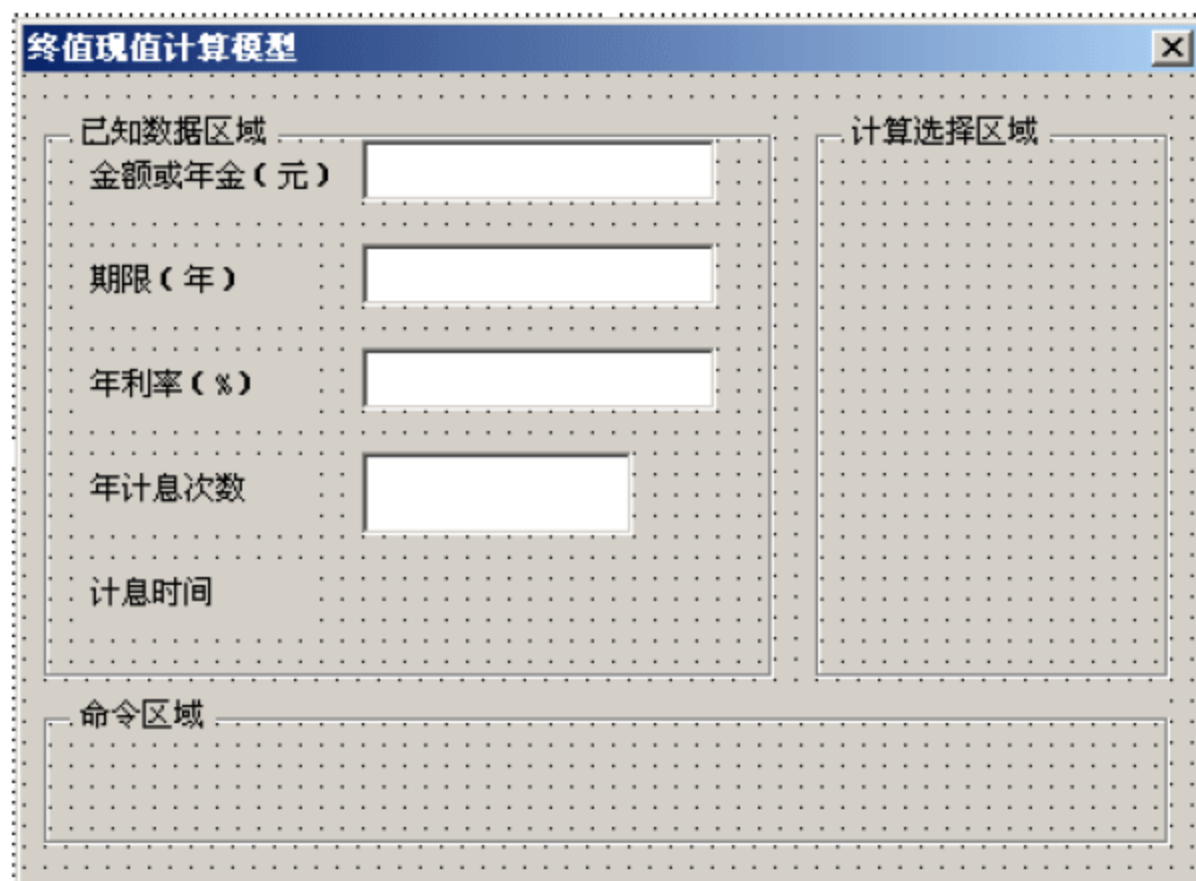 终值现值计算模型
已知数据区域
金额或年金(元)
期限(年)
年利率(%)
年计息次数
计息时间
计算选择区域
命令区域